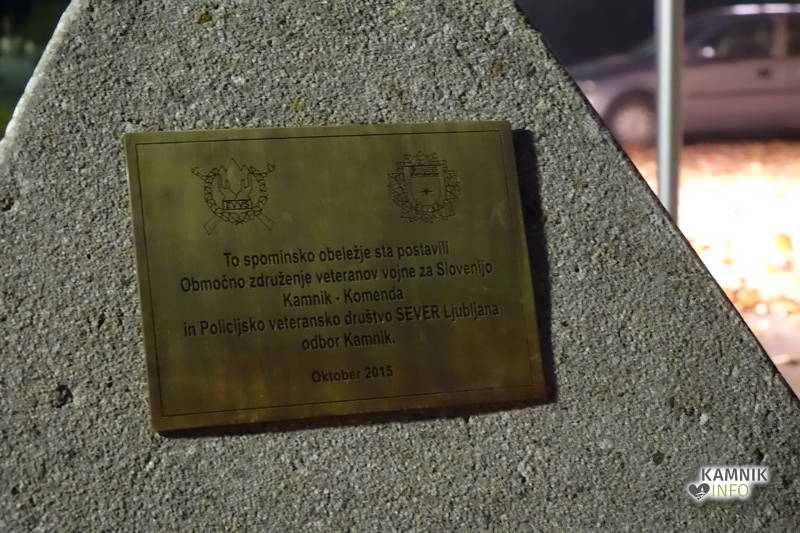 ZVVS
To spominsko obeležje sta postavili
Območno združenje veteranov vojne za Slovenijo
Kamnik - Komenda
in Policijsko veteransko društvo SEVER Ljubljana
odbor Kamnik.
Oktober 2015
KAMNIK
INFO